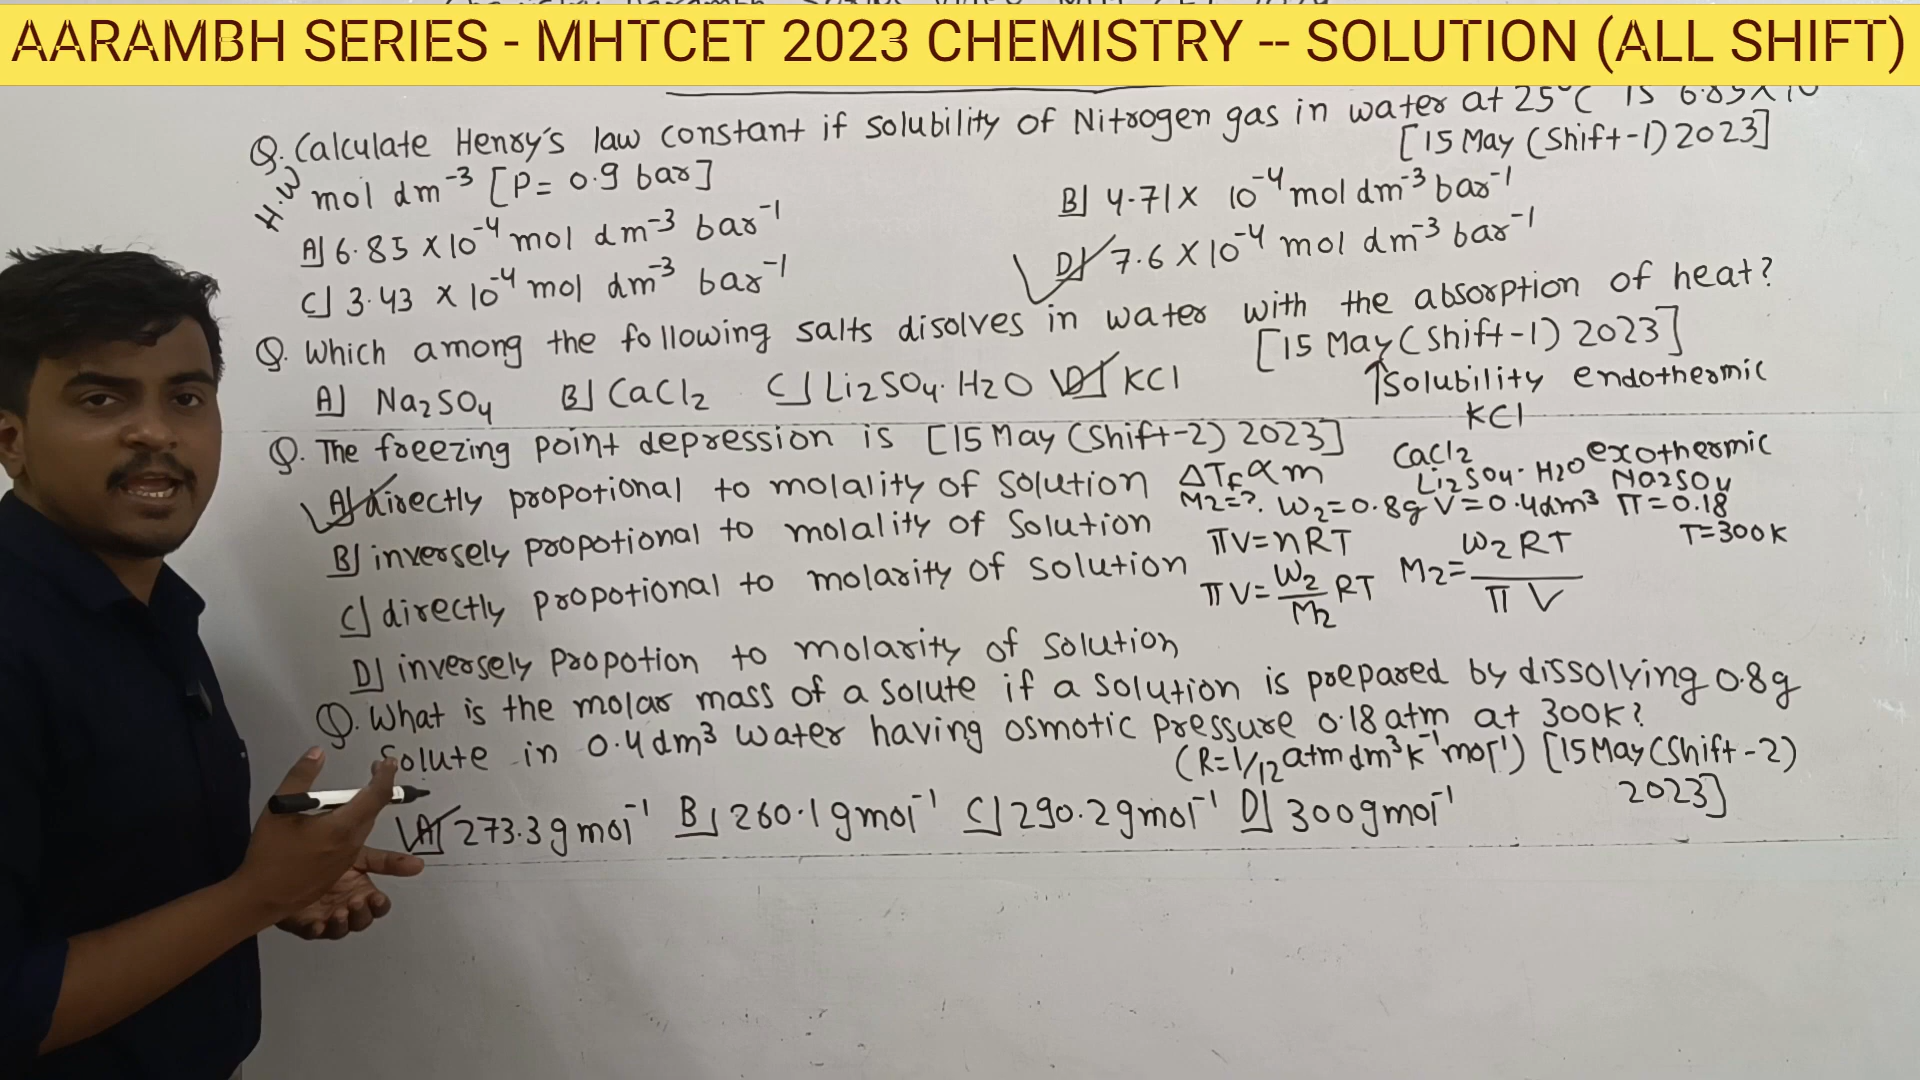 AARAMBH SERIES - MHTCET 2023 CHEMISTRY -- SOLUTION (ALL SHIFT)
Q. Calculate Henry's law constant if solubility of Nitrogen gas in water at 25°C is 6.85×10
[15 May (Shift-1) 2023]
H.W mol dm⁻³ [P= 0.9 bar]
A] 6.85 ×10⁻⁴ mol dm⁻³ bar⁻¹ B] 4.71× 10⁻⁴ mol dm⁻³ bar⁻¹
C] 3.43 ×10⁻⁴ mol dm⁻³ bar⁻¹ D] 7.6 ×10⁻⁴ mol dm⁻³ bar⁻¹
Q. Which among the following salts disolves in water with the absorption of heat?
[15 May (Shift-1) 2023]
A] Na₂SO₄ B] CaCl₂ C] Li₂SO₄·H₂O D] KCl
↑Solubility endothermic
KCl
Q. The freezing point depression is [15 May (Shift-2) 2023]
CaCl₂ exothermic
Li₂SO₄·H₂O Na₂SO₄
A] directly propotional to molality of solution ΔTf ∝ m
M₂=? W₂=0.8g V=0.4dm³ π=0.18
T=300K
B] inversely propotional to molality of solution
πV=nRT
C] directly propotional to molarity of solution
πV= W₂/M₂ RT M₂= W₂RT/πV
D] inversely propotion to molarity of solution
Q. What is the molar mass of a solute if a solution is prepared by dissolving 0.8g
solute in 0.4dm³ water having osmotic pressure 0.18 atm at 300K?
(R=1/12 atm dm³ K⁻¹ mol⁻¹) [15 May (Shift-2)
2023]
A] 273.3 g mol⁻¹ B] 260.1 g mol⁻¹ C] 290.2 g mol⁻¹ D] 300 g mol⁻¹